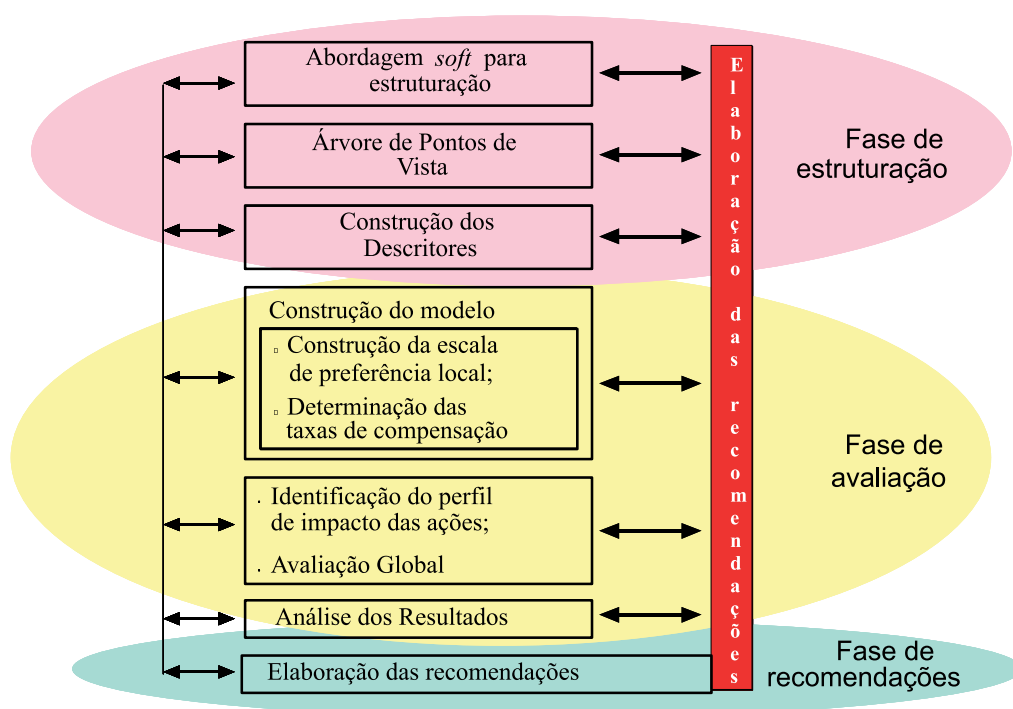 Abordagem soft para
estruturação
Árvore de Pontos de
Vista
Construção dos
Descritores
Fase de
estruturação
Construção do modelo
Construção da escala
de preferência local;
Determinação das
taxas de compensação
. Identificação do perfil
de impacto das ações;
. Avaliação Global
Análise dos Resultados
Fase de
avaliação
Elaboração das recomendações
Fase de
recomendações
Elaboração das recomendações